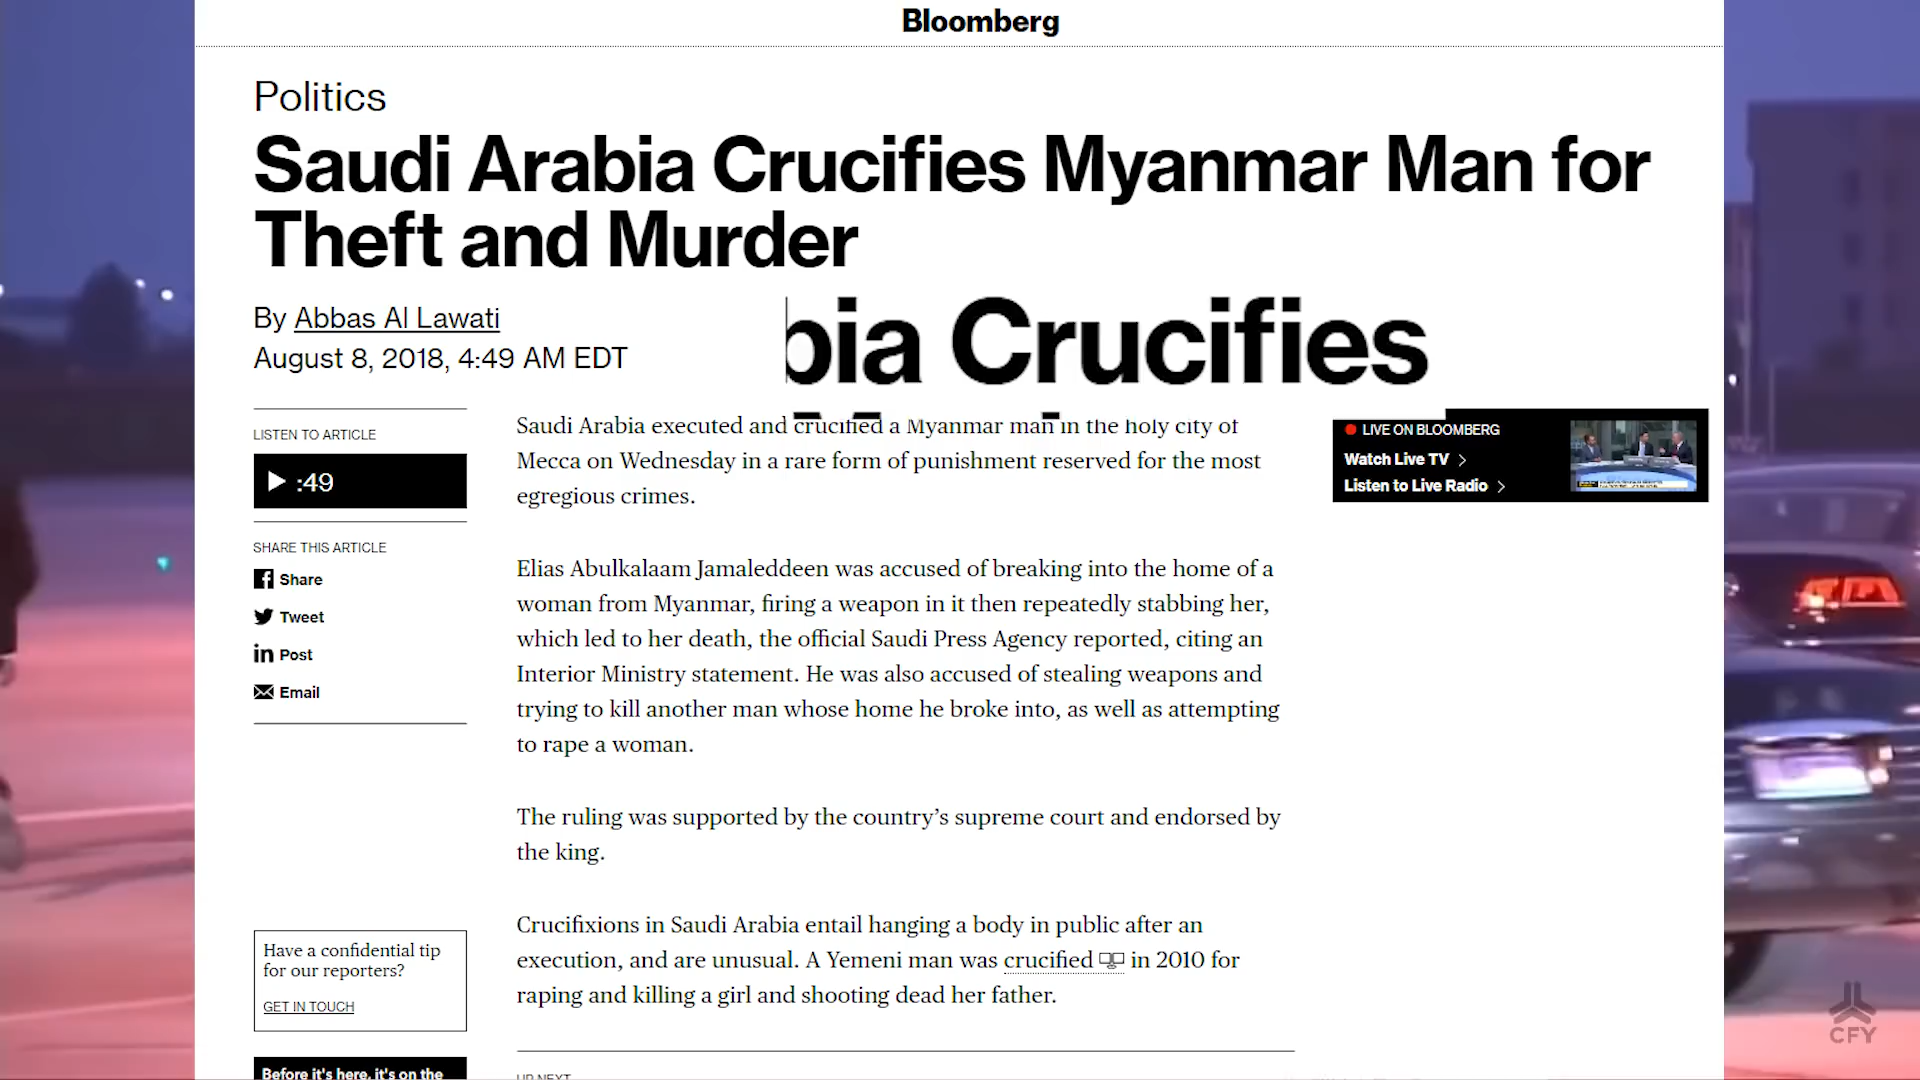 Bloomberg
Politics
Saudi Arabia Crucifies Myanmar Man for
Theft and Murder
By Abbas Al Lawati
August 8, 2018, 4:49 AM EDT
bia Crucifies
LISTEN TO ARTICLE
:49
SHARE THIS ARTICLE
Share
Tweet
Post
Email
Have a confidential tip
for our reporters?
GET IN TOUCH
Before it's here, it's on the
Saudi Arabia executed and crucified a Myanmar man in the holy city of
Mecca on Wednesday in a rare form of punishment reserved for the most
egregious crimes.
Elias Abulkalaam Jamaleddeen was accused of breaking into the home of a
woman from Myanmar, firing a weapon in it then repeatedly stabbing her,
which led to her death, the official Saudi Press Agency reported, citing an
Interior Ministry statement. He was also accused of stealing weapons and
trying to kill another man whose home he broke into, as well as attempting
to rape a woman.
The ruling was supported by the country’s supreme court and endorsed by
the king.
Crucifixions in Saudi Arabia entail hanging a body in public after an
execution, and are unusual. A Yemeni man was crucified in 2010 for
raping and killing a girl and shooting dead her father.
UP NEXT
LIVE ON BLOOMBERG
Watch Live TV
Listen to Live Radio
CFY